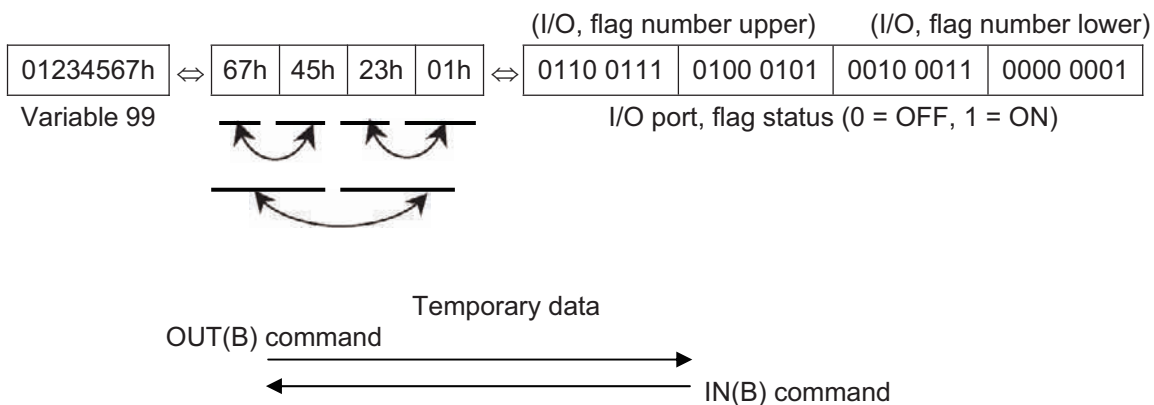 (I/O, flag number upper) (I/O, flag number lower)
01234567h ⇔ 67h 45h 23h 01h ⇔ 0110 0111 0100 0101 0010 0011 0000 0001
Variable 99 I/O port, flag status (0 = OFF, 1 = ON)
Temporary data
OUT(B) command
IN(B) command